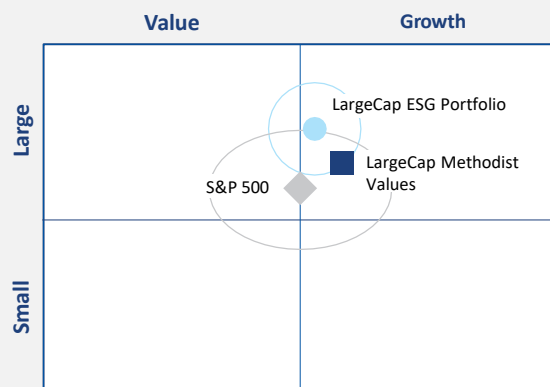 Value
Growth
Large
LargeCap ESG Portfolio
LargeCap Methodist
Values
S&P 500
Small